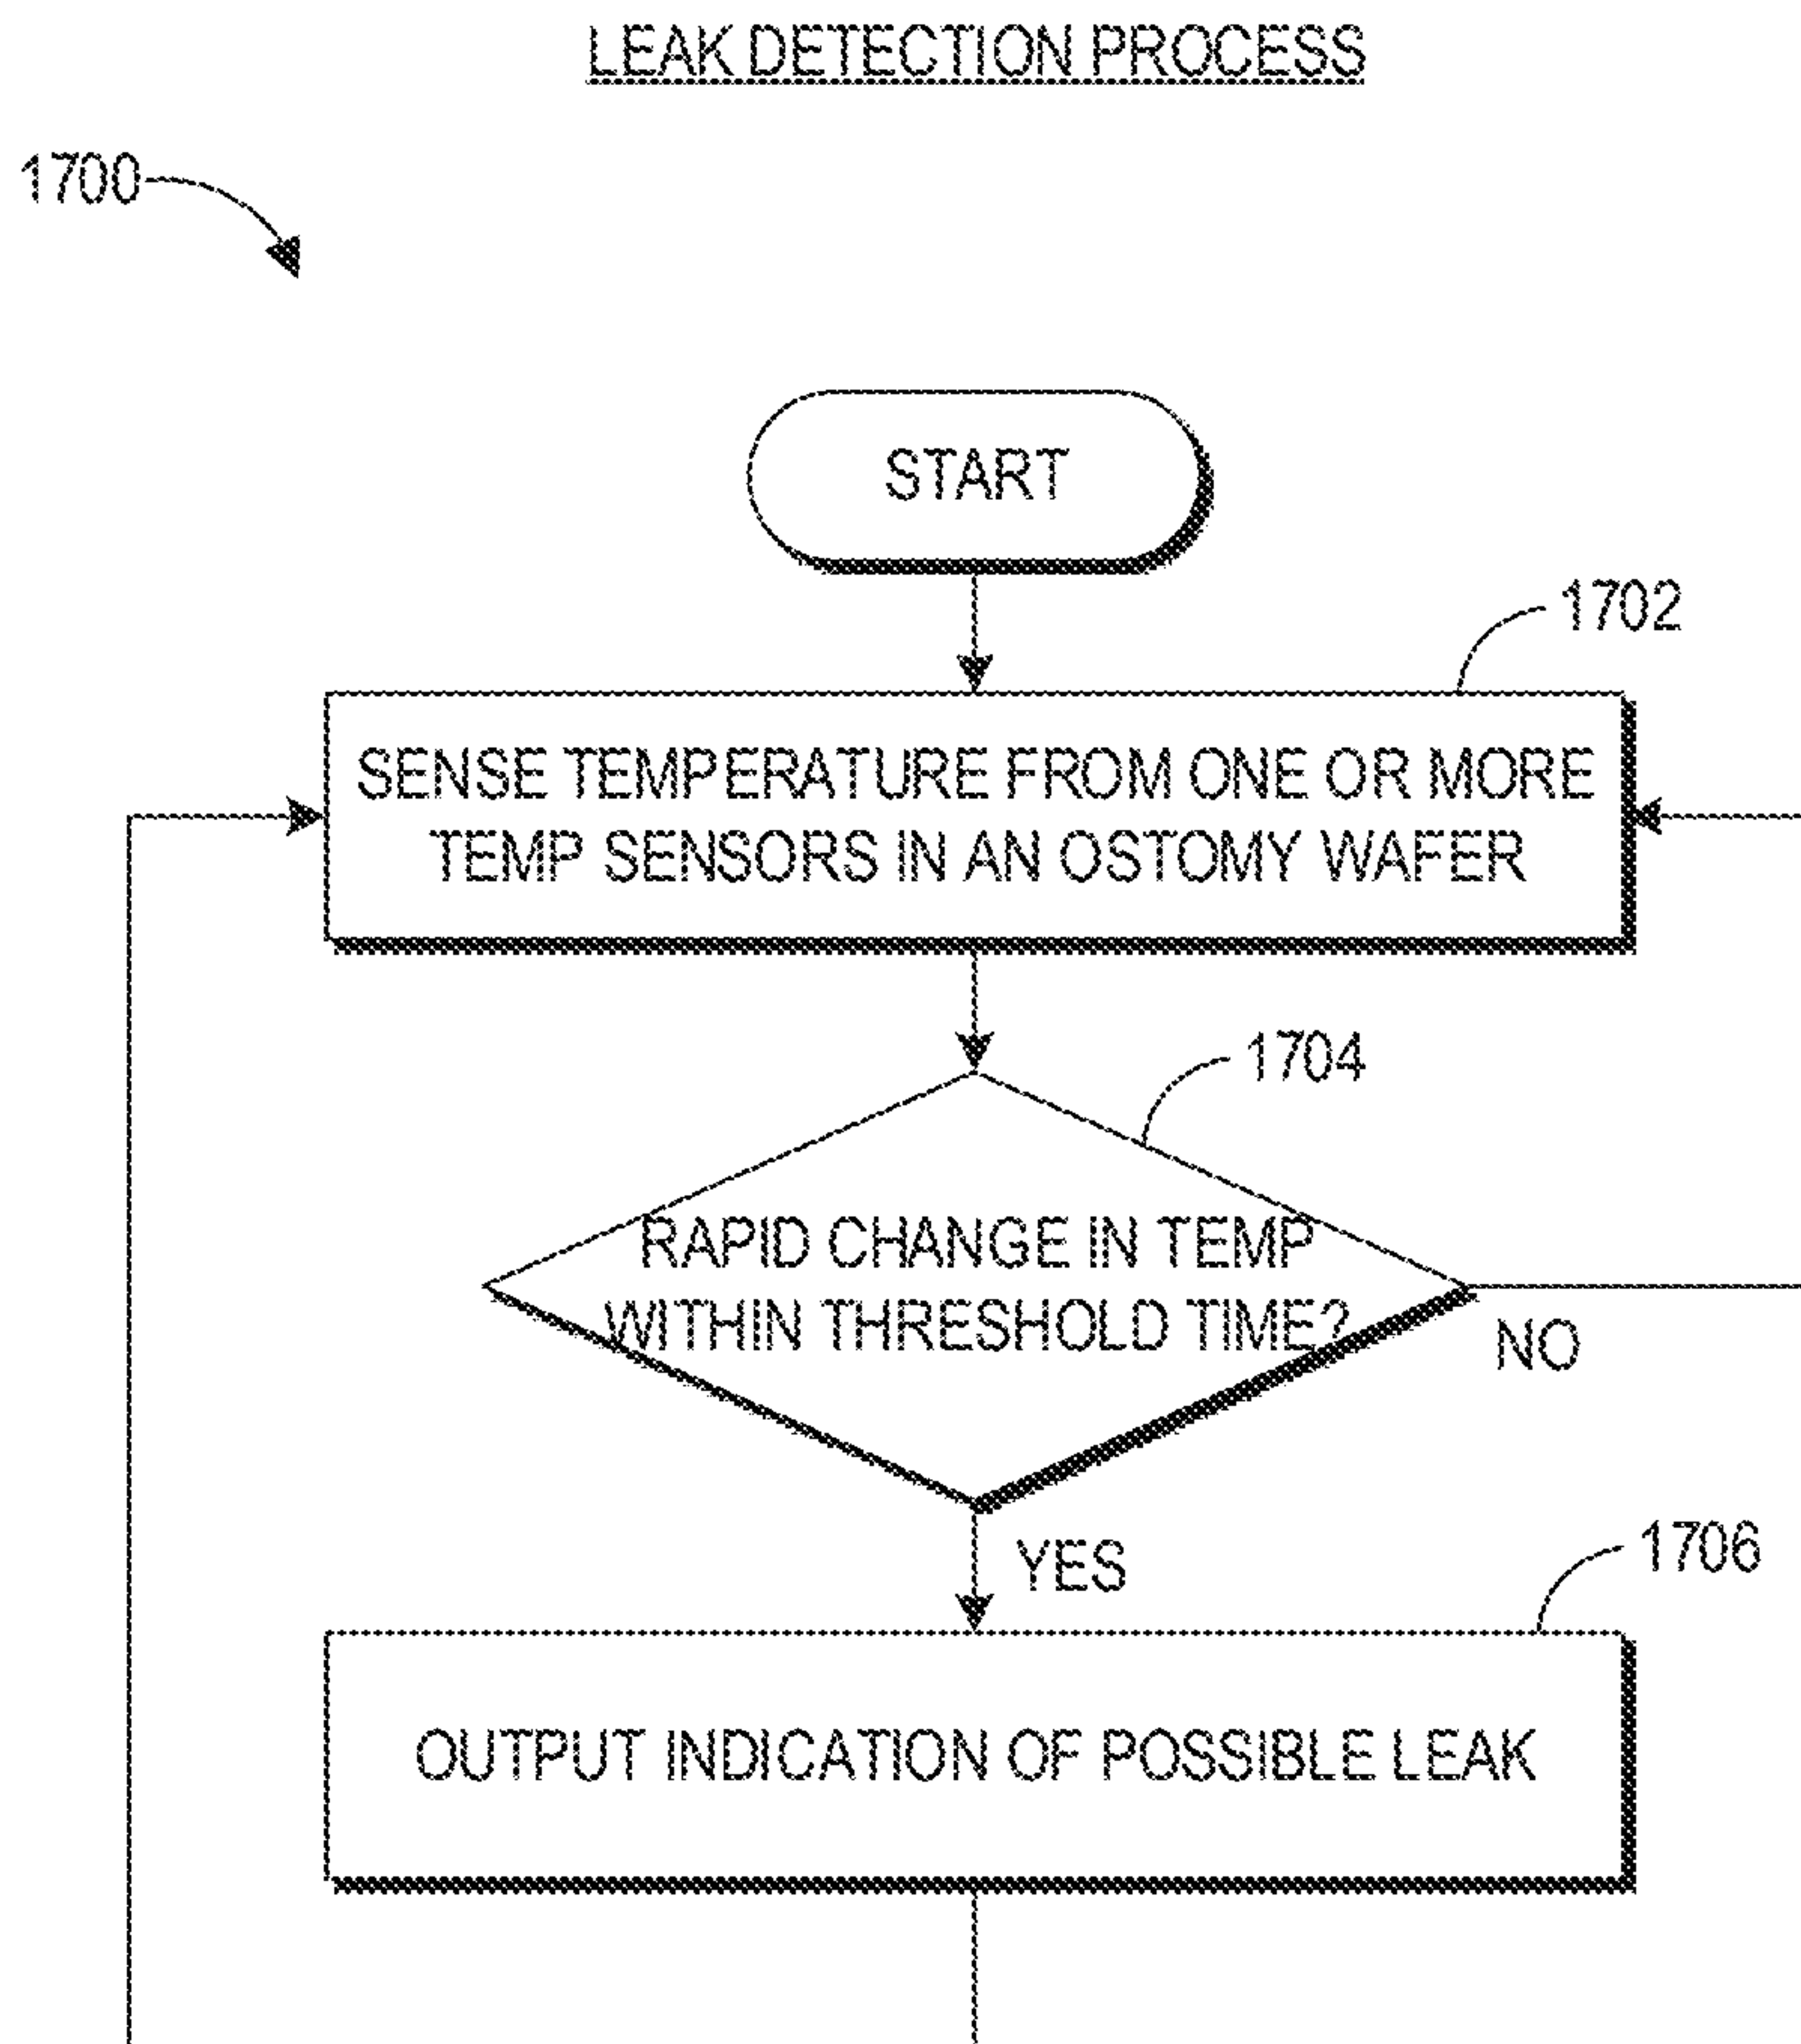 LEAK DETECTION PROCESS
1700
START
1702
SENSE TEMPERATURE FROM ONE OR MORE
TEMP SENSORS IN AN OSTOMY WAFER
1704
RAPID CHANGE IN TEMP
WITHIN THRESHOLD TIME?
NO
YES
1706
OUTPUT INDICATION OF POSSIBLE LEAK